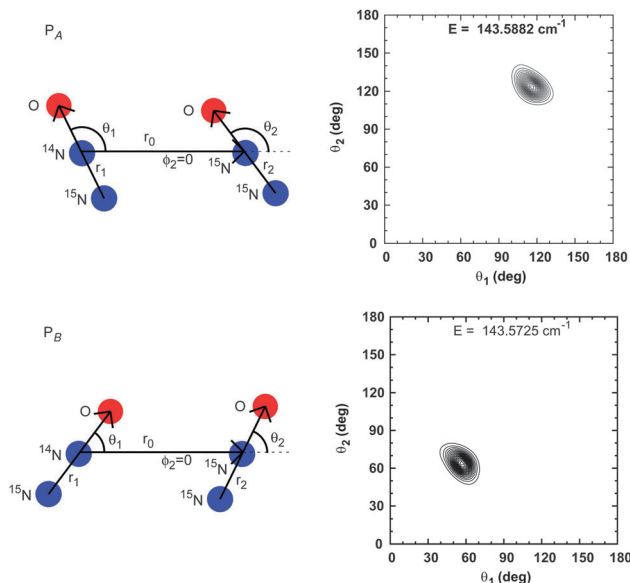 P_A
O
O
θ₁
θ₂
r₀
¹⁴N
ϕ₂=0
¹⁵N
r₁
r₂
¹⁵N
¹⁵N
E = 143.5882 cm⁻¹
180
150
120
90
60
30
0
θ₂ (deg)
0 30 60 90 120 150 180
θ₁ (deg)
P_B
O
O
θ₁
θ₂
r₀
¹⁴N
ϕ₂=0
¹⁵N
r₁
r₂
¹⁵N
¹⁵N
E = 143.5725 cm⁻¹
180
150
120
90
60
30
0
θ₂ (deg)
0 30 60 90 120 150 180
θ₁ (deg)